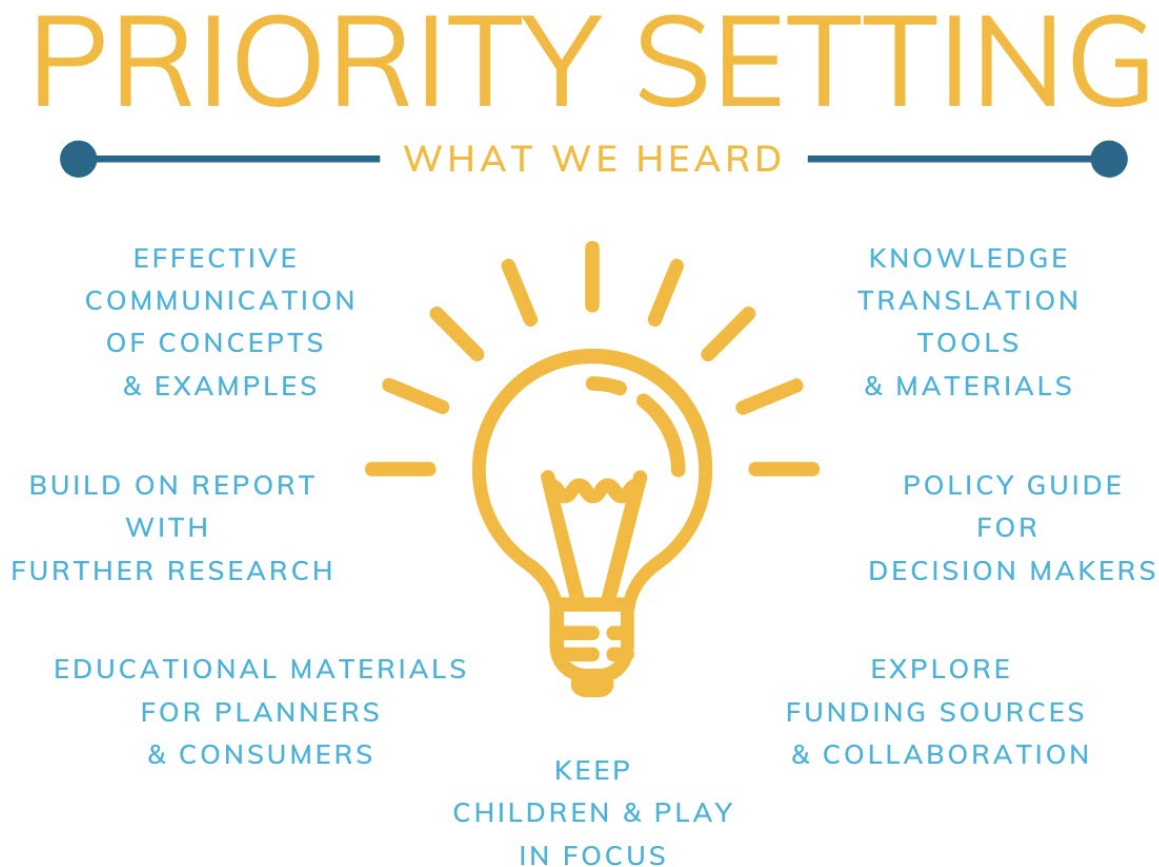 PRIORITY SETTING
WHAT WE HEARD
EFFECTIVE
COMMUNICATION
OF CONCEPTS
& EXAMPLES
KNOWLEDGE
TRANSLATION
TOOLS
& MATERIALS
BUILD ON REPORT
WITH
FURTHER RESEARCH
POLICY GUIDE
FOR
DECISION MAKERS
EDUCATIONAL MATERIALS
FOR PLANNERS
& CONSUMERS
EXPLORE
FUNDING SOURCES
& COLLABORATION
KEEP
CHILDREN & PLAY
IN FOCUS